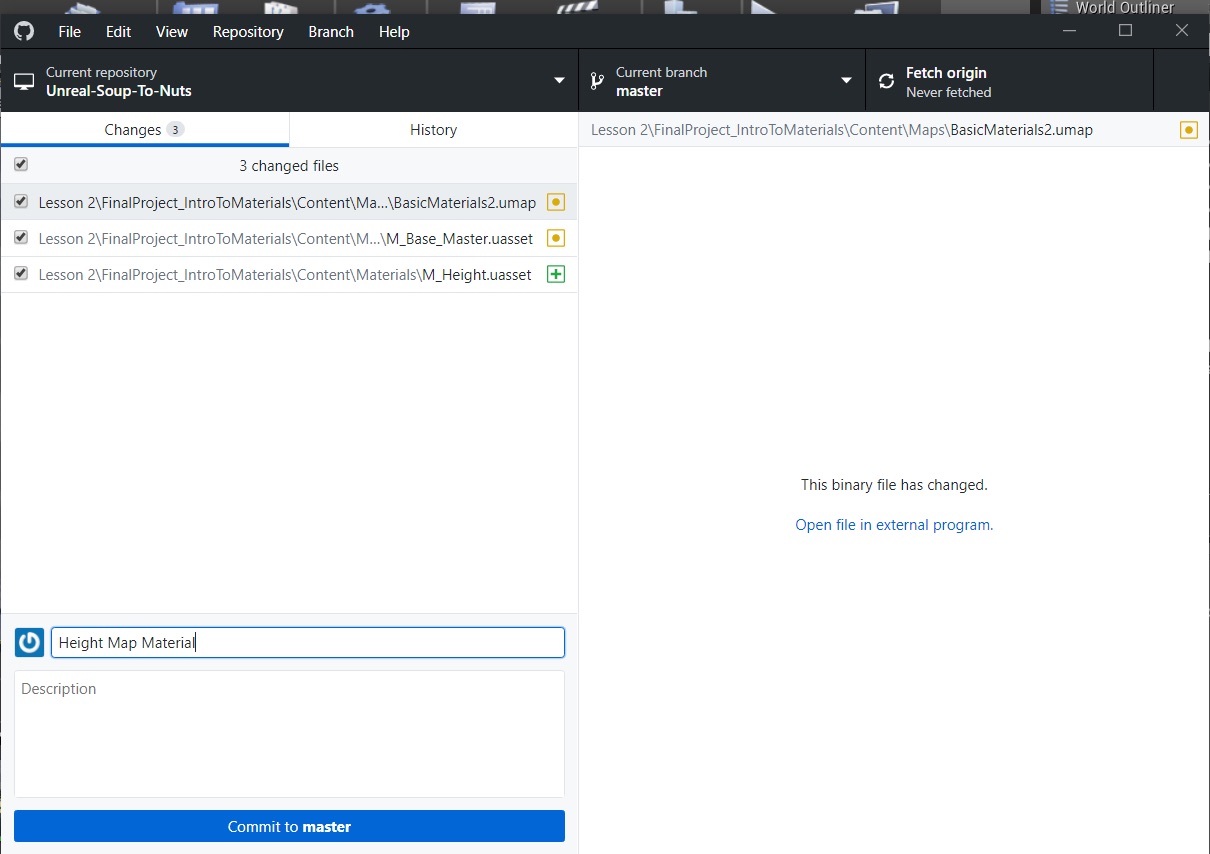 World Outliner
File Edit View Repository Branch Help
Current repository
Unreal-Soup-To-Nuts
Current branch
master
Fetch origin
Never fetched
Changes 3
History
3 changed files
Lesson 2\FinalProject_IntroToMaterials\Content\Ma...\BasicMaterials2.umap
Lesson 2\FinalProject_IntroToMaterials\Content\M...\M_Base_Master.uasset
Lesson 2\FinalProject_IntroToMaterials\Content\Materials\M_Height.uasset
Height Map Material
Description
Commit to master
Lesson 2\FinalProject_IntroToMaterials\Content\Maps\BasicMaterials2.umap
This binary file has changed.
Open file in external program.